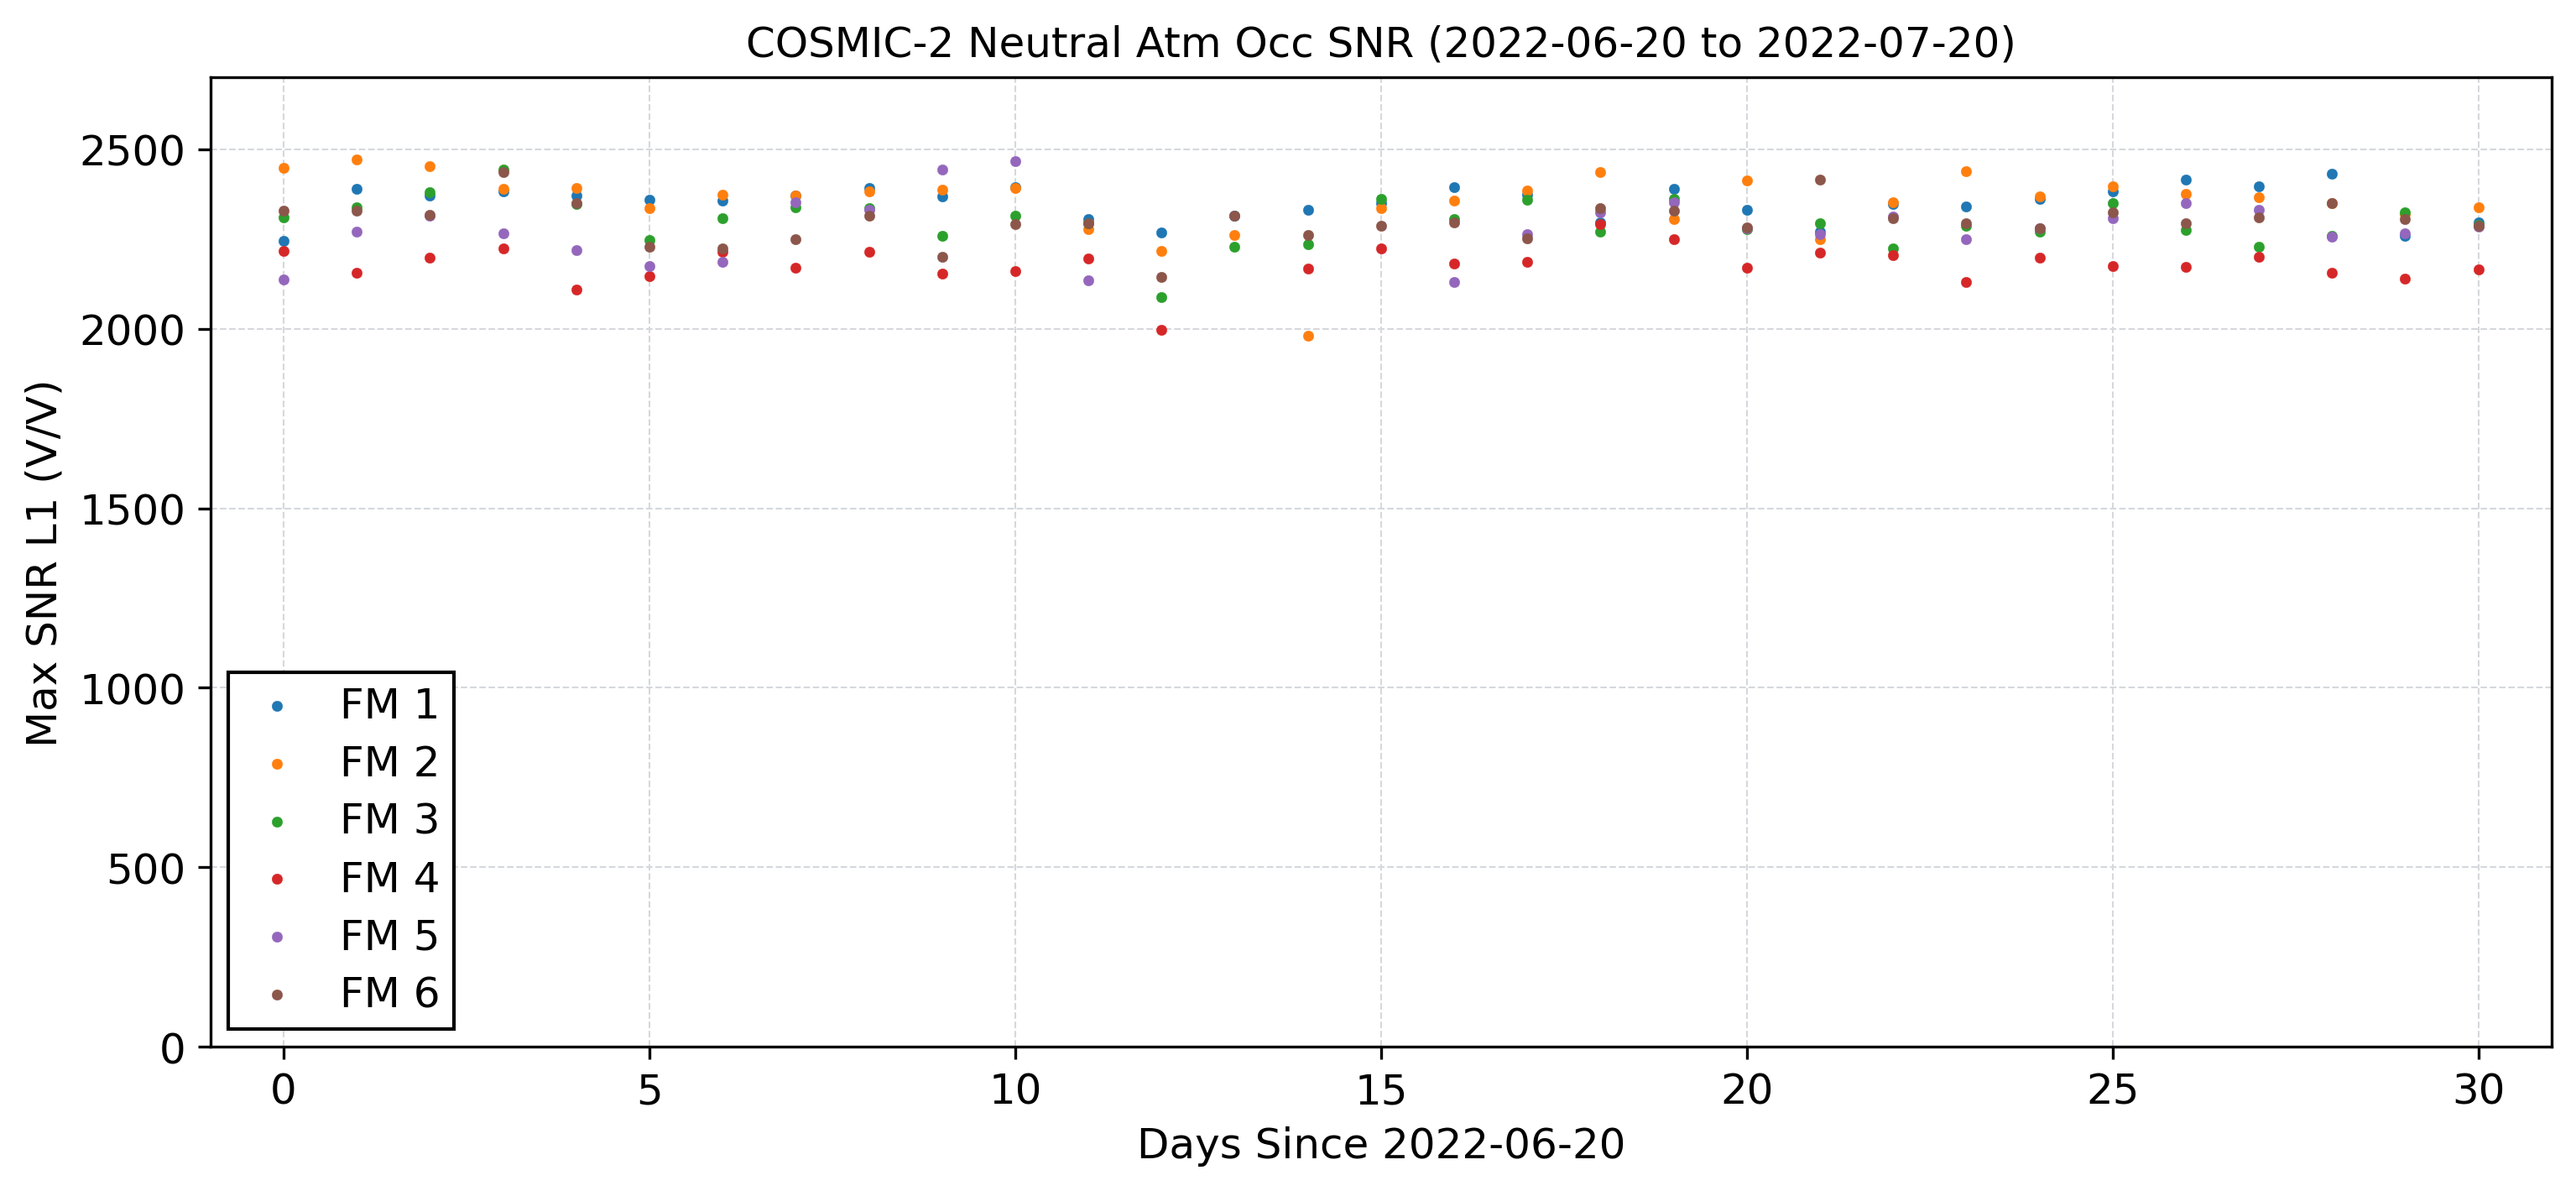 COSMIC-2 Neutral Atm Occ SNR (2022-06-20 to 2022-07-20)
Max SNR L1 (V/V)
2500
2000
1500
1000
500
0
FM 1
FM 2
FM 3
FM 4
FM 5
FM 6
0 5 10 15 20 25 30
Days Since 2022-06-20